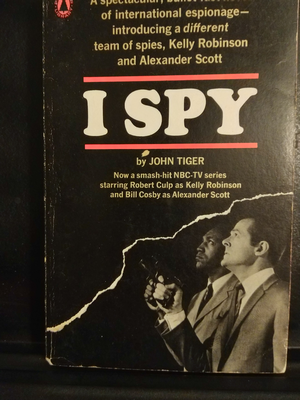 A spectacular,
of international espionage—
introducing a different
team of spies, Kelly Robinson
and Alexander Scott
I SPY
by JOHN TIGER
Now a smash-hit NBC-TV series
starring Robert Culp as Kelly Robinson
and Bill Cosby as Alexander Scott